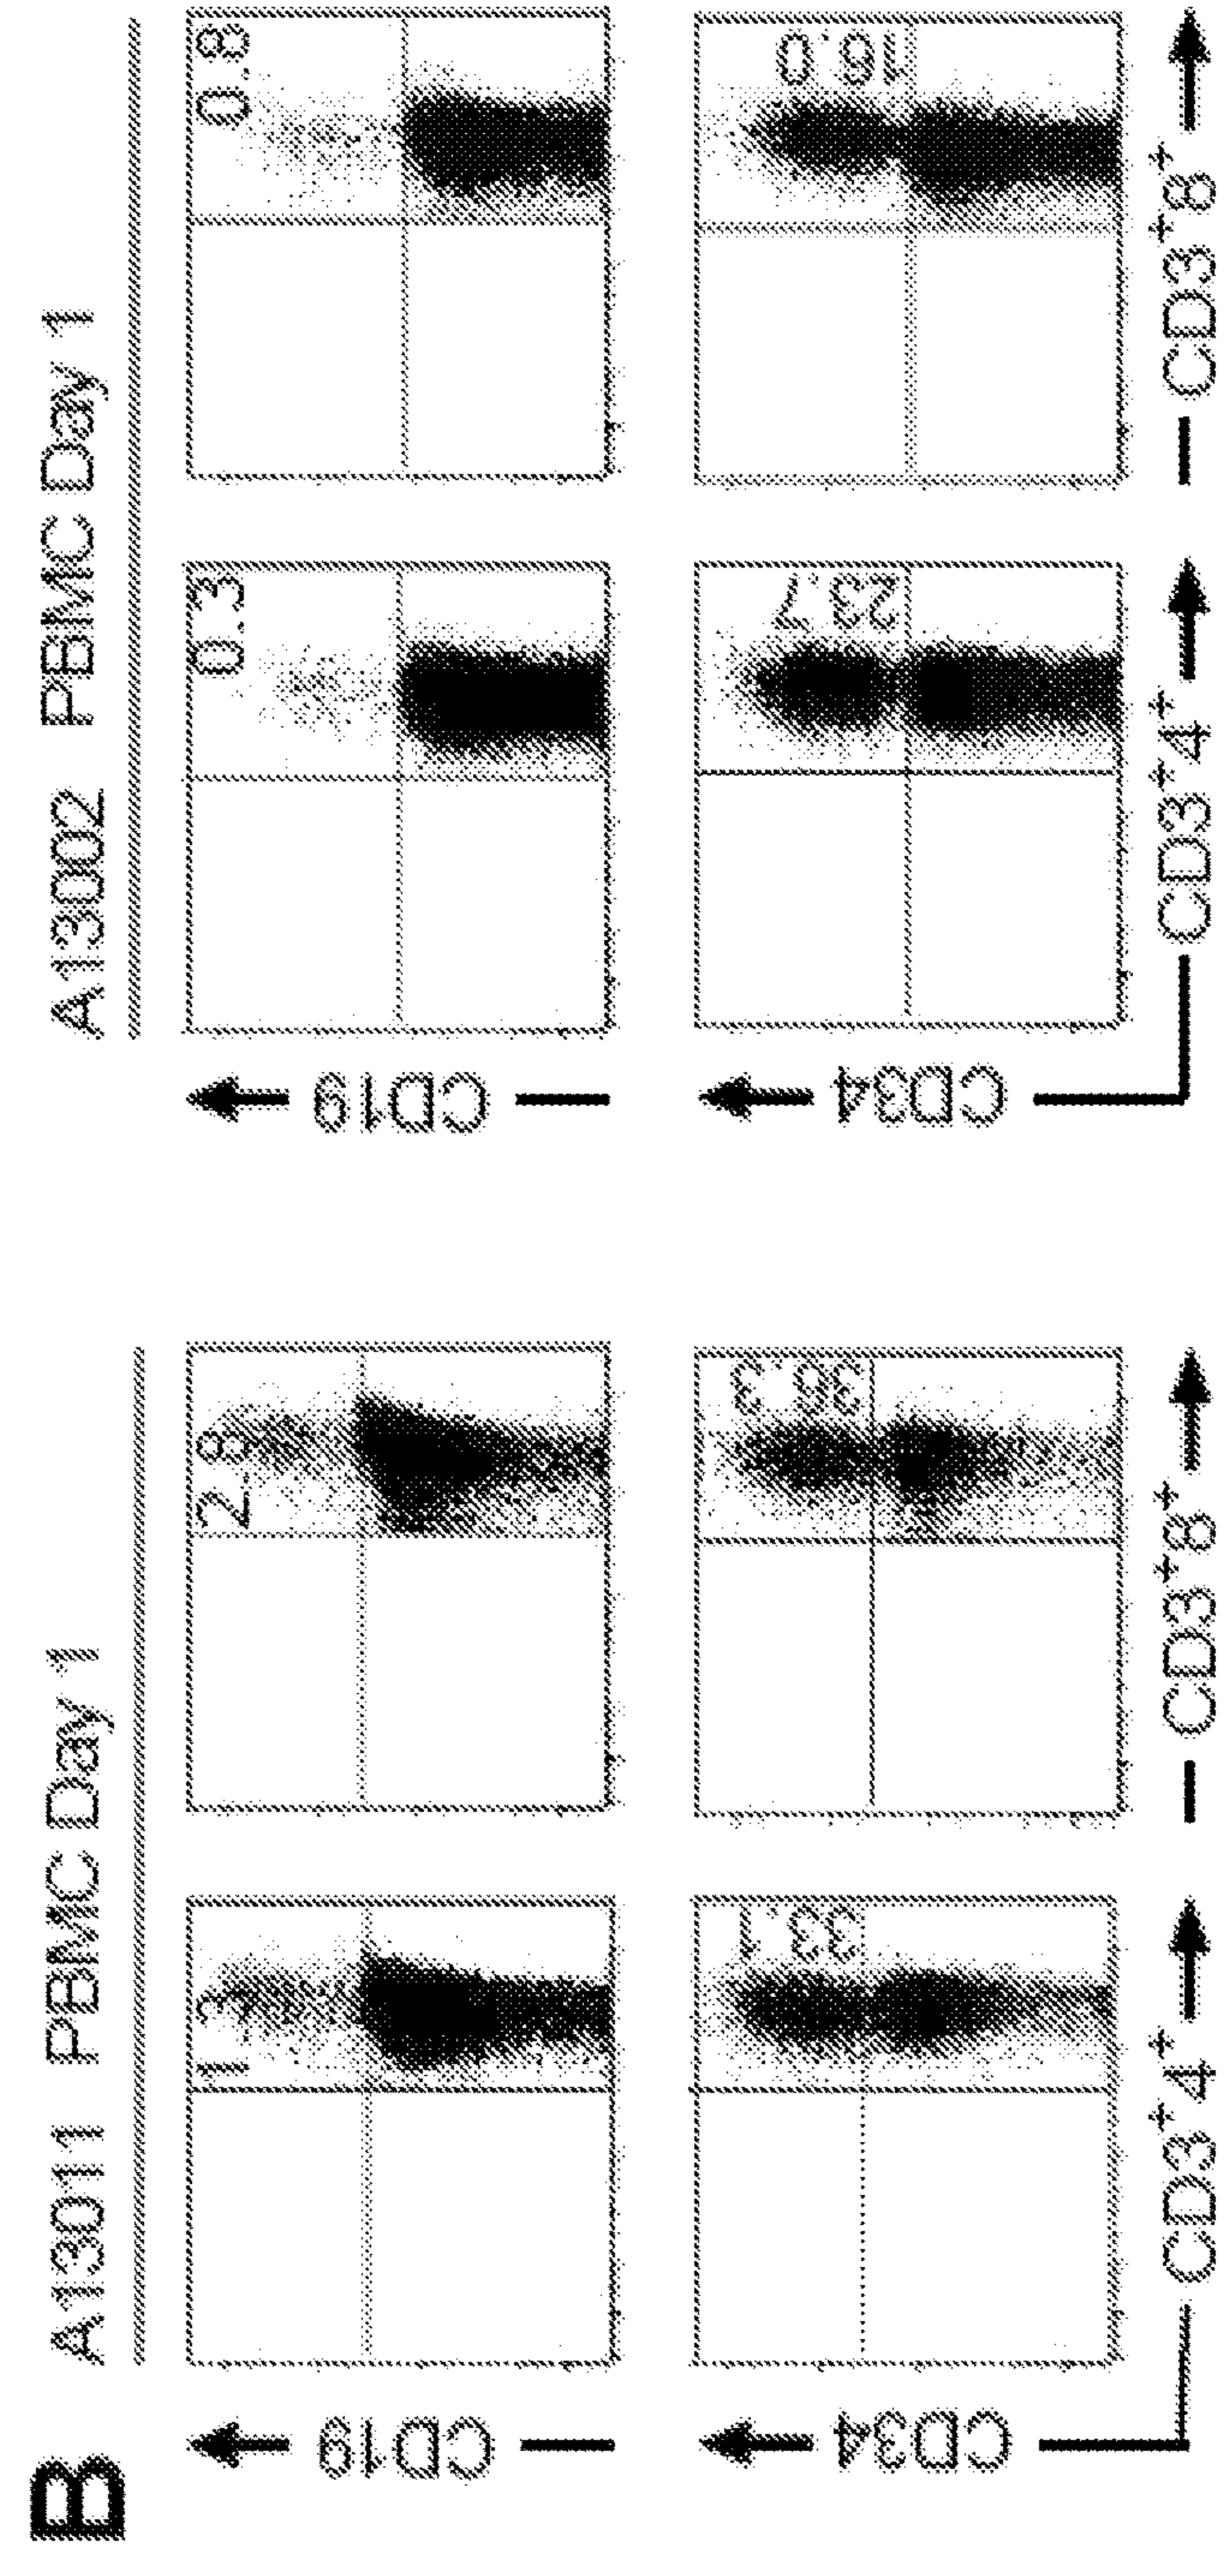 B
A13011 PBMC Day 1
CD19
1.3
2.8
CD34
33.1
36.3
CD3+4+
CD3+8+
A13002 PBMC Day 1
CD19
0.3
0.8
CD34
23.7
16.0
CD3+4+
CD3+8+